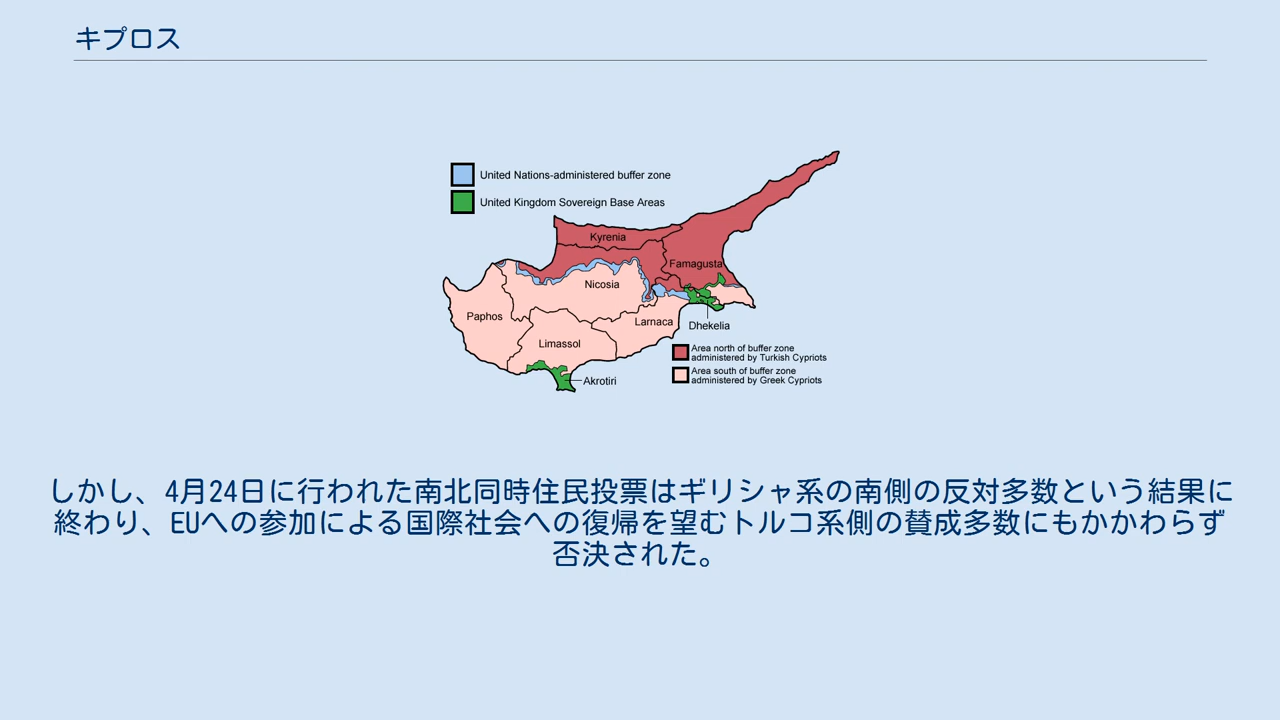 キプロス
United Nations-administered buffer zone
United Kingdom Sovereign Base Areas
Kyrenia
Famagusta
Nicosia
Paphos
Larnaca
Dhekelia
Limassol
Area north of buffer zone
administered by Turkish Cypriots
Area south of buffer zone
administered by Greek Cypriots
Akrotiri
しかし、4月24日に行われた南北同時住民投票はギリシャ系の南側の反対多数という結果に
終わり、EUへの参加による国際社会への復帰を望むトルコ系側の賛成多数にもかかわらず
否決された。